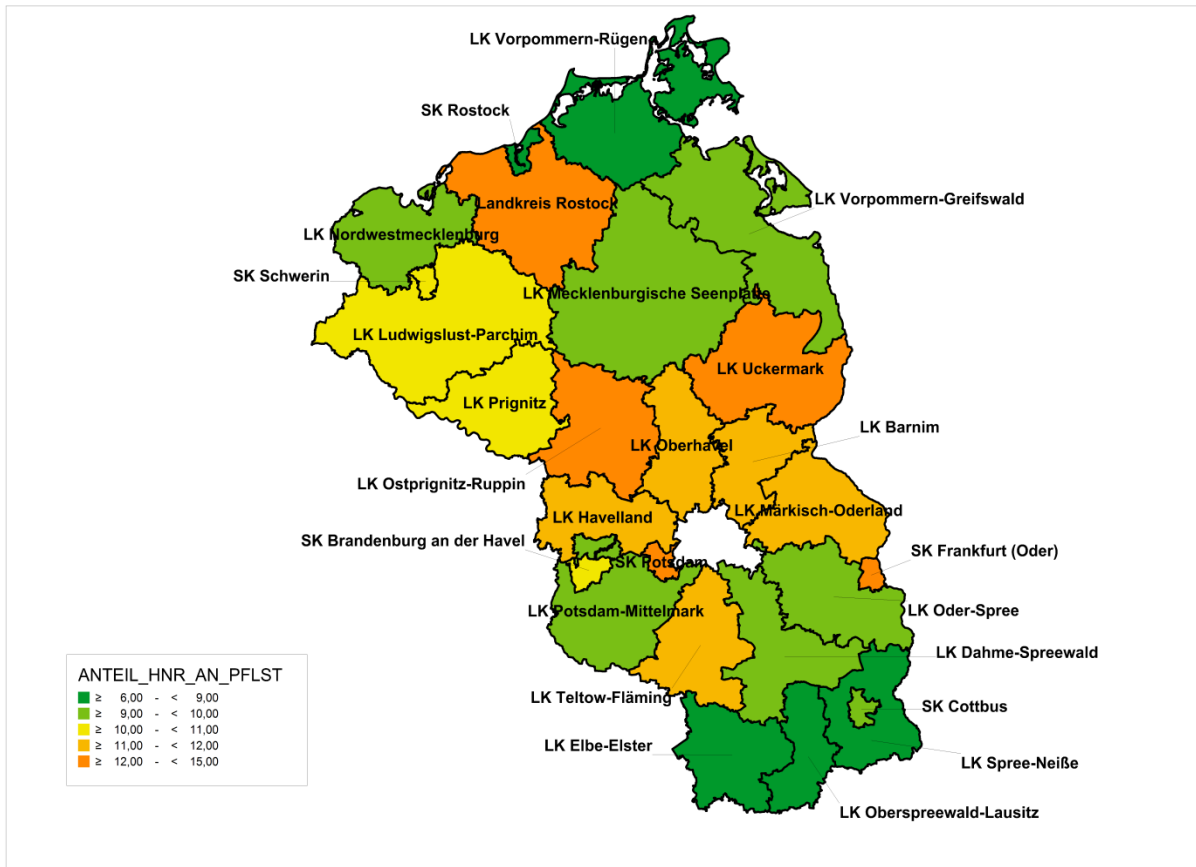 LK Vorpommern-Rügen
SK Rostock
Landkreis Rostock
LK Vorpommern-Greifswald
LK Nordwestmecklenburg
SK Schwerin
LK Mecklenburgische Seenplatte
LK Ludwigslust-Parchim
LK Uckermark
LK Prignitz
LK Barnim
LK Oberhavel
LK Ostprignitz-Ruppin
LK Märkisch-Oderland
LK Havelland
SK Brandenburg an der Havel
SK Frankfurt (Oder)
SK Potsdam
LK Potsdam-Mittelmark
LK Oder-Spree
LK Dahme-Spreewald
LK Teltow-Fläming
SK Cottbus
LK Elbe-Elster
LK Spree-Neiße
LK Oberspreewald-Lausitz
ANTEIL_HNR_AN_PFLST
≥ 6,00 - < 9,00
≥ 9,00 - < 10,00
≥ 10,00 - < 11,00
≥ 11,00 - < 12,00
≥ 12,00 - < 15,00